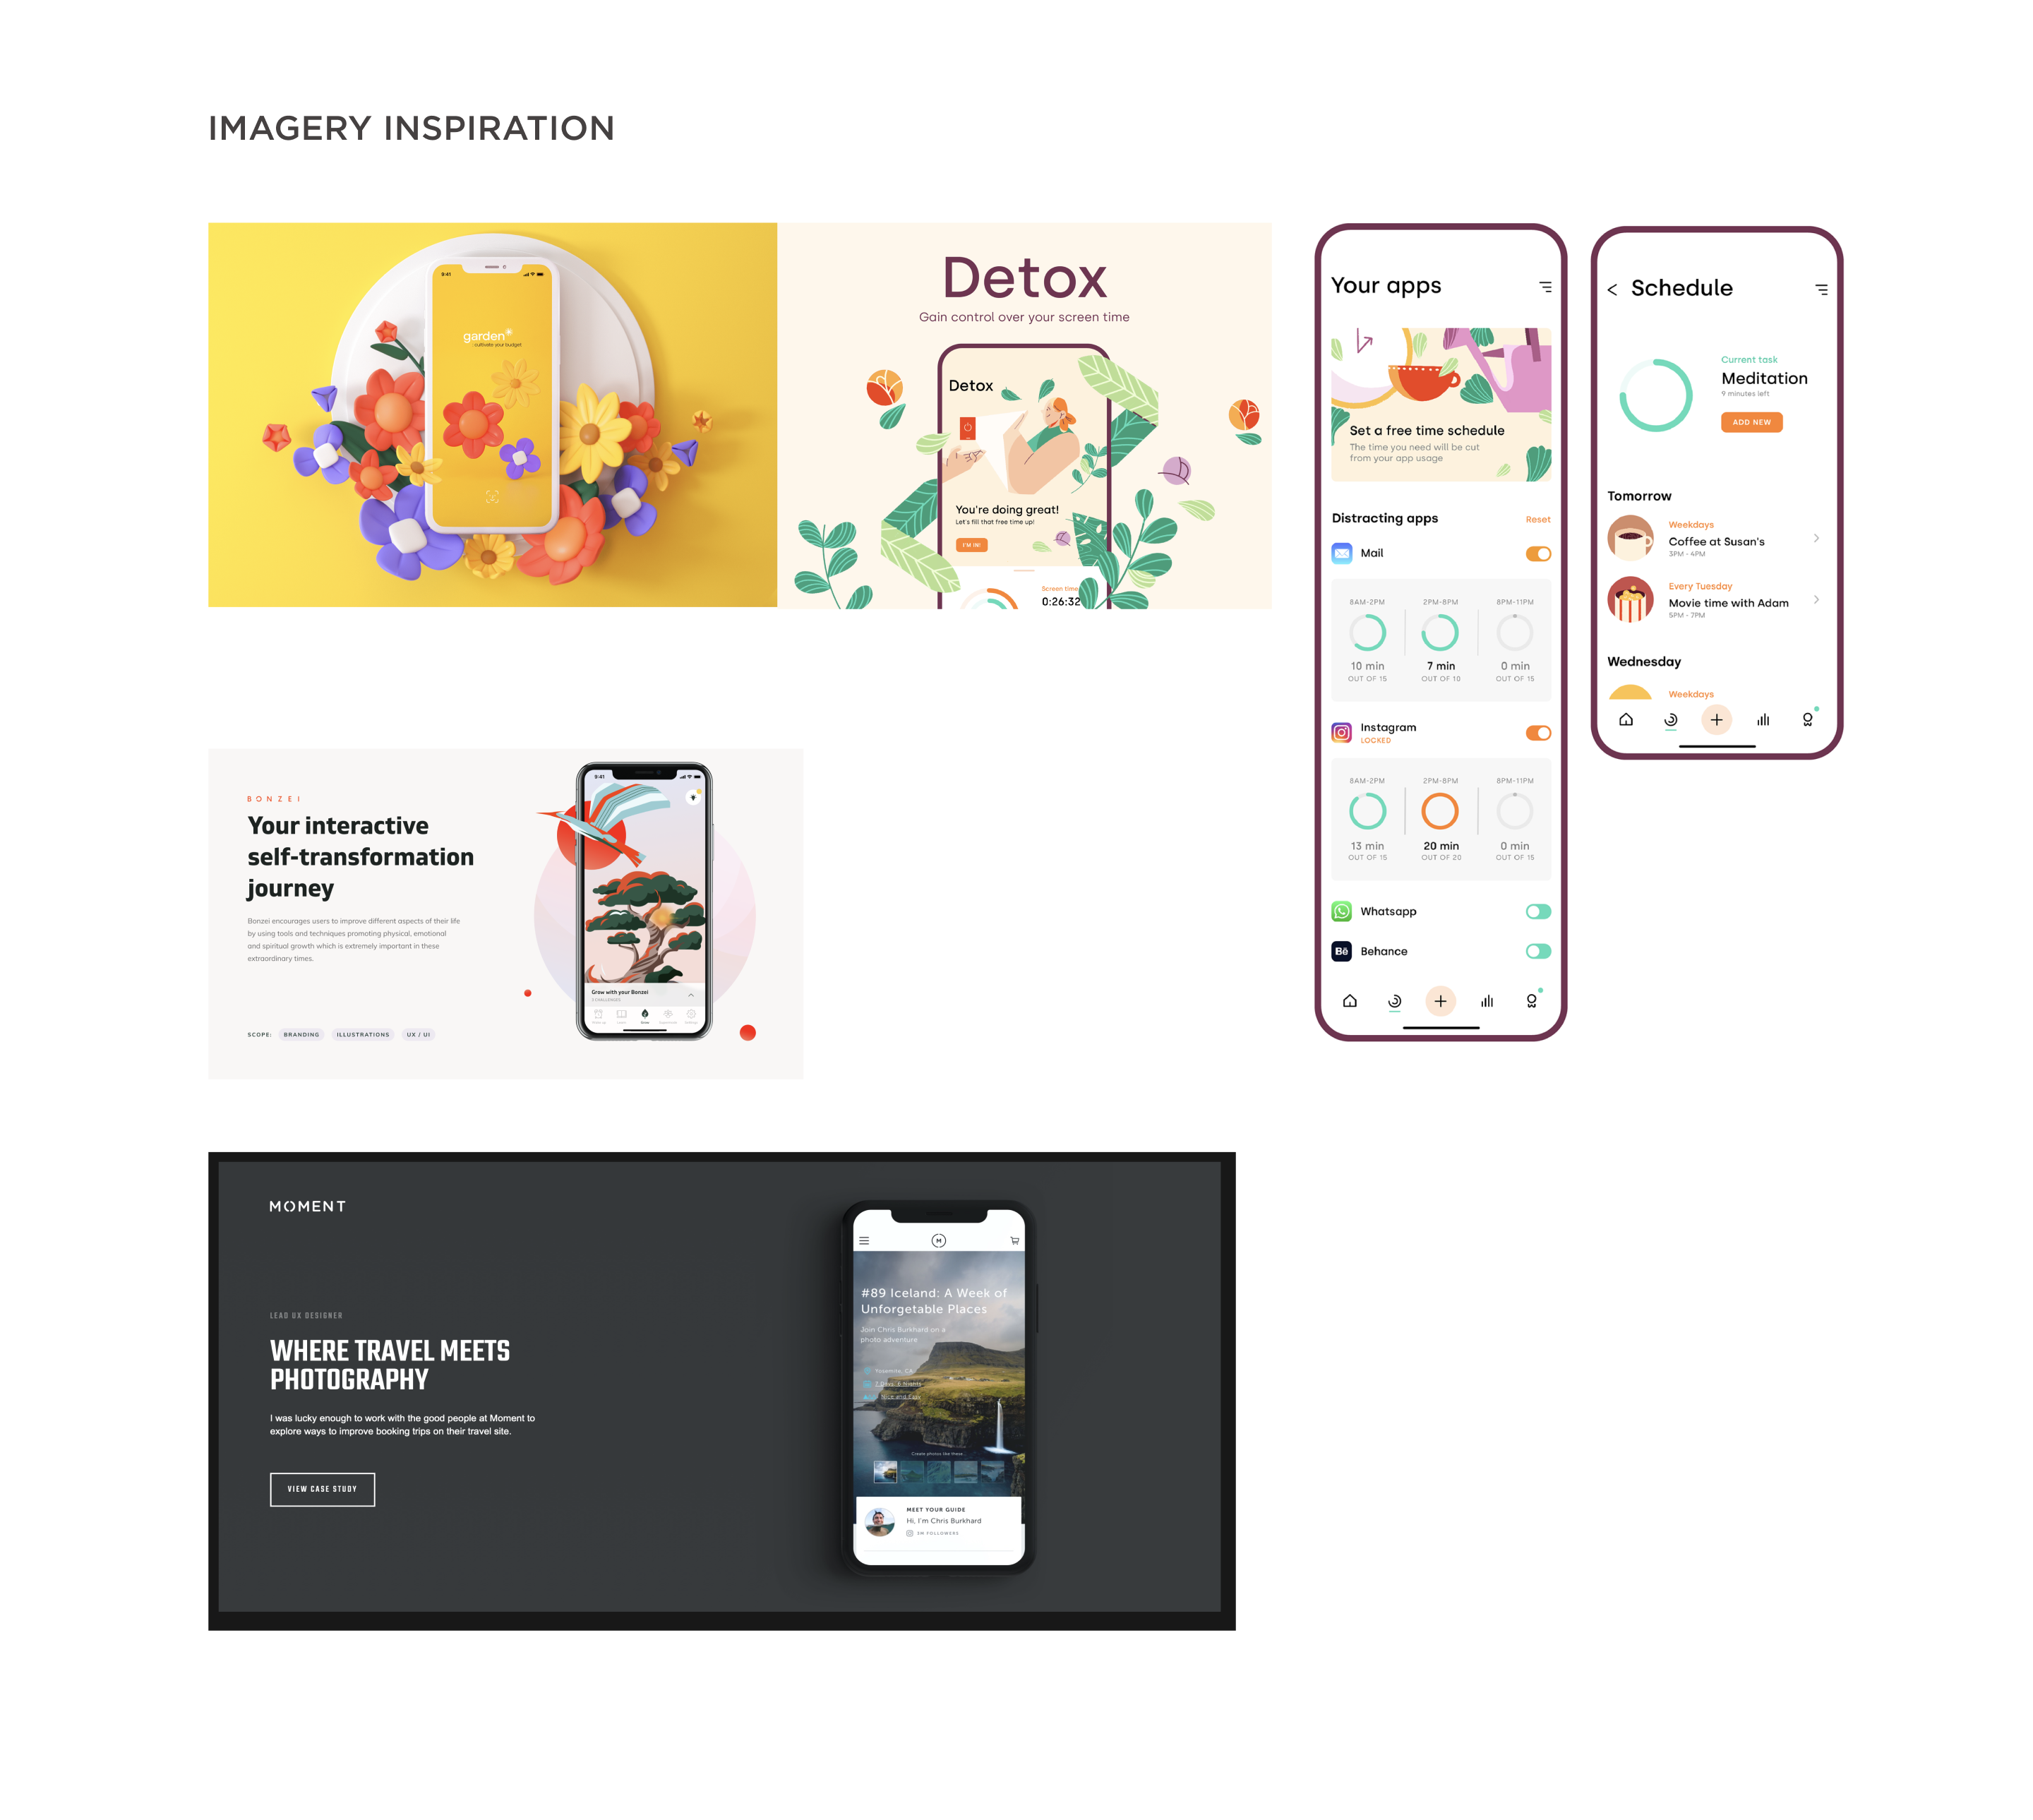 IMAGERY INSPIRATION
9:41
garden*
cultivate your budget
Detox
Gain control over your screen time
Detox
You're doing great!
Let's fill that free time up!
I'M IN!
Screen time
0:26:32
Your apps
Set a free time schedule
The time you need will be cut
from your app usage
Distracting apps
Reset
Mail
8AM-2PM
2PM-8PM
8PM-11PM
10 min
7 min
0 min
OUT OF 15
OUT OF 10
OUT OF 15
Instagram
LOCKED
8AM-2PM
2PM-8PM
8PM-11PM
13 min
20 min
0 min
OUT OF 15
OUT OF 20
OUT OF 15
Whatsapp
Bē
Behance
< Schedule
Current task
Meditation
9 minutes left
ADD NEW
Tomorrow
Weekdays
Coffee at Susan's
3PM - 4PM
Every Tuesday
Movie time with Adam
5PM - 7PM
Wednesday
Weekdays
BONZEI
Your interactive
self-transformation
journey
Bonzei encourages users to improve different aspects of their life
by using tools and techniques promoting physical, emotional
and spiritual growth which is extremely important in these
extraordinary times.
SCOPE: BRANDING ILLUSTRATIONS UX / UI
9:41
Grow with your Bonzei
3 CHALLENGES
MOMENT
LEAD UX DESIGNER
WHERE TRAVEL MEETS
PHOTOGRAPHY
I was lucky enough to work with the good people at Moment to
explore ways to improve booking trips on their travel site.
VIEW CASE STUDY
M
#89 Iceland: A Week of
Unforgetable Places
Join Chris Burkhard on a
photo adventure
Yosemite, CA
7 Days, 6 Nights
Nice and Easy
Create photos like these
MEET YOUR GUIDE
Hi, I'm Chris Burkhard
3M FOLLOWERS